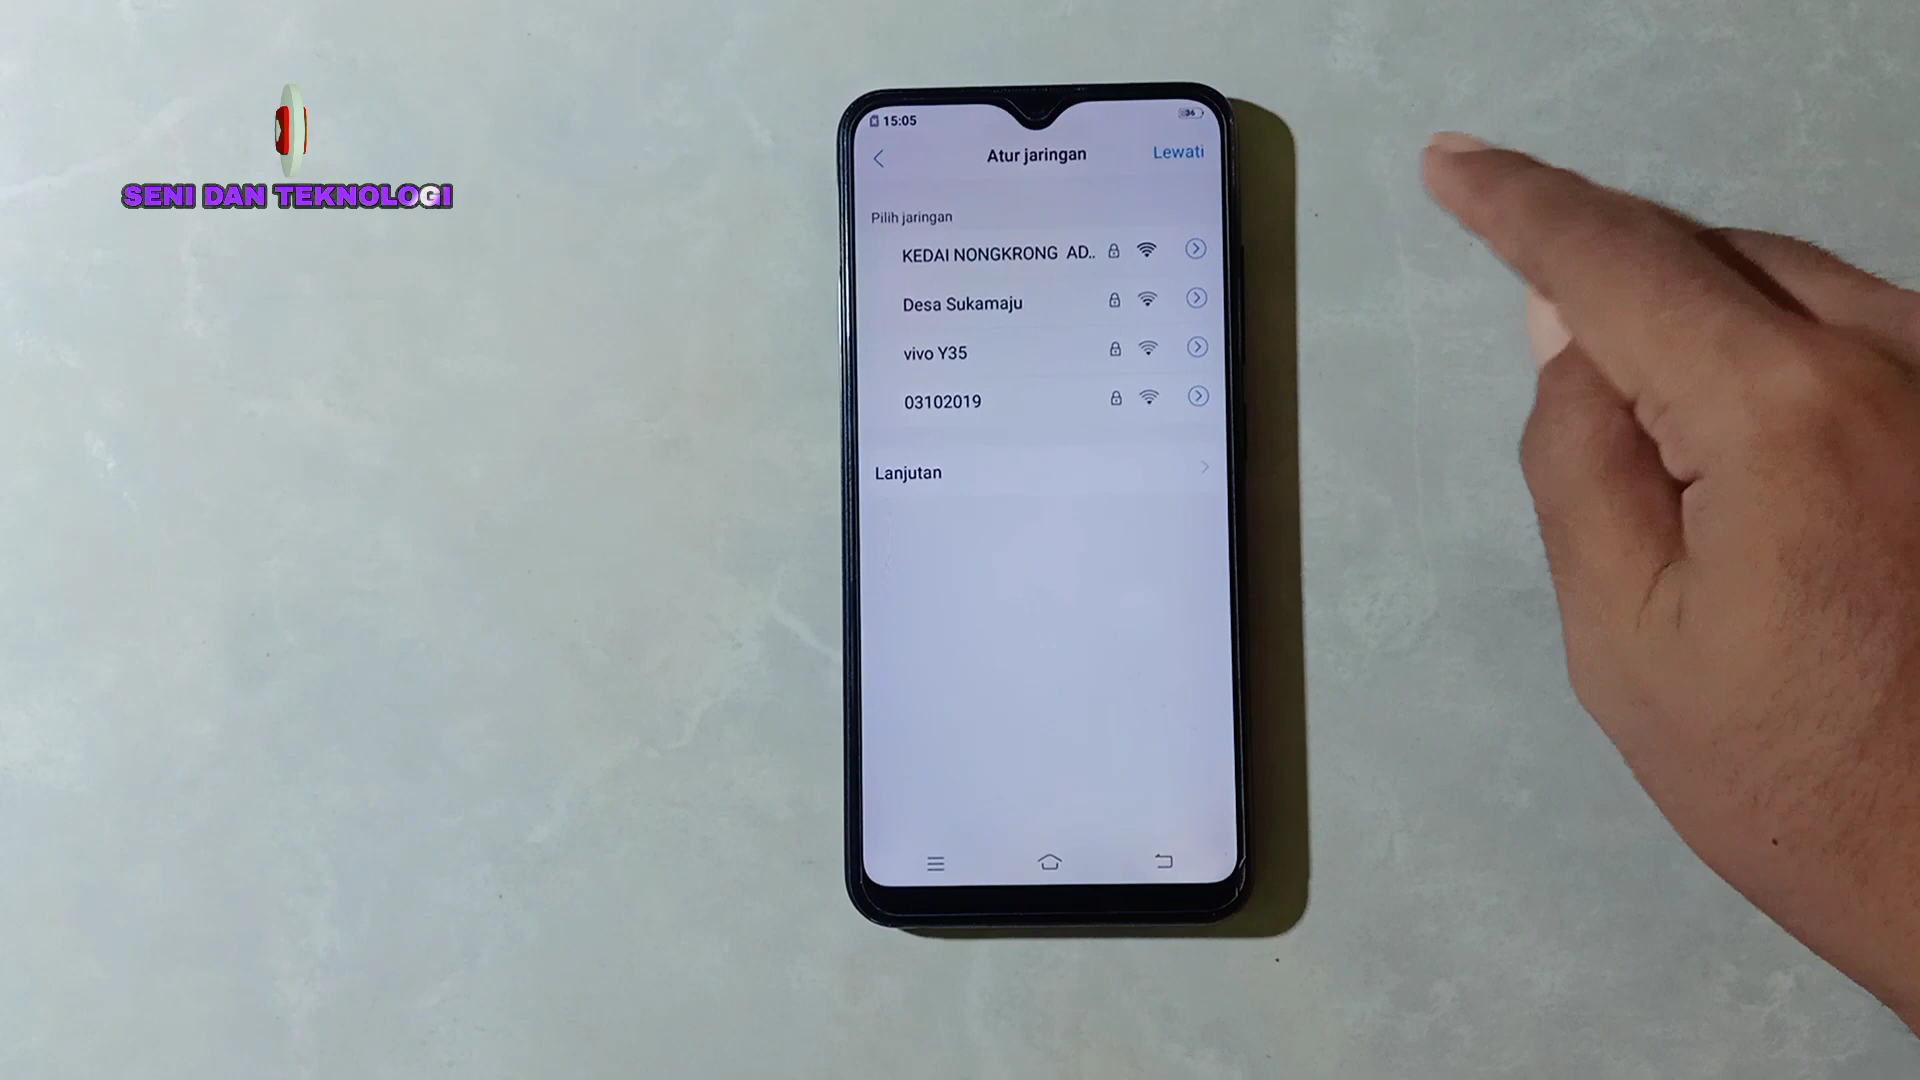 SENI DAN TEKNOLOGI
15:05
36
Atur jaringan
Lewati
Pilih jaringan
KEDAI NONGKRONG AD..
Desa Sukamaju
vivo Y35
03102019
Lanjutan